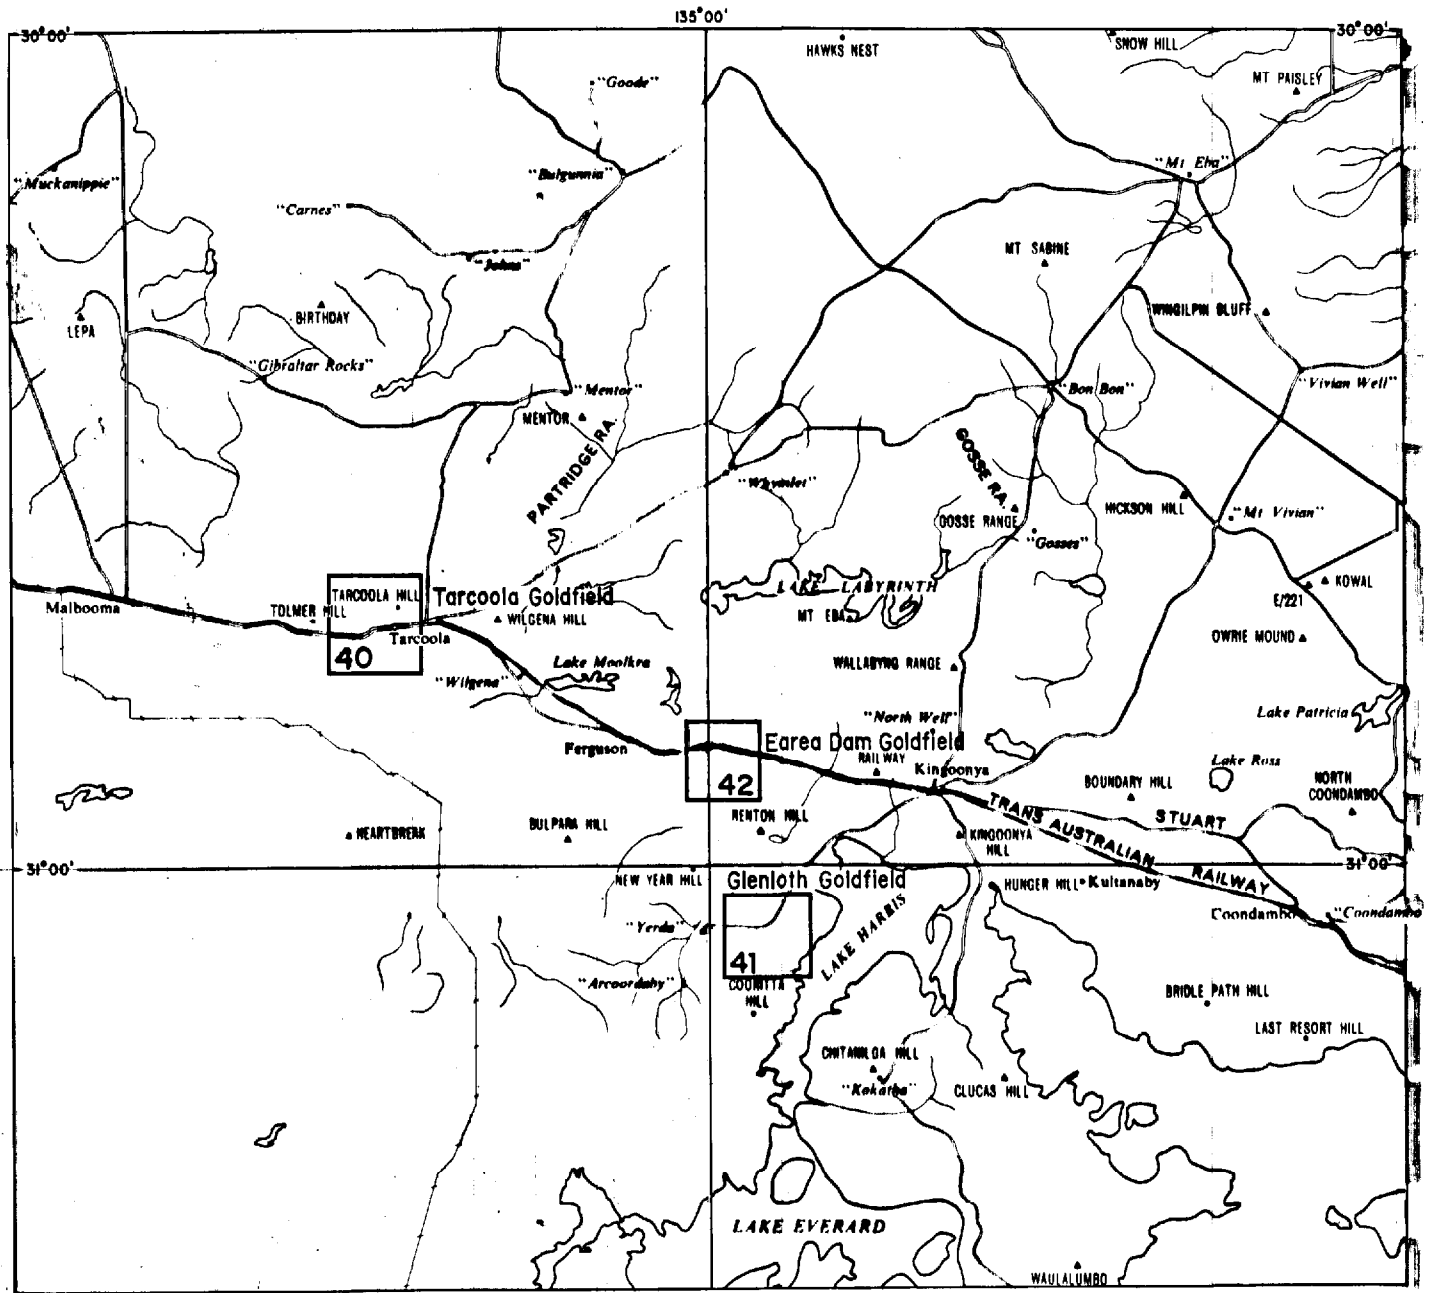 135°00'
30°00'
30°00'
HAWKS NEST
SNOW HILL
MT PAISLEY
"Goode"
"Mt Eba"
"Muckanippie"
"Bulgunnia"
"Carnes"
MT SABINE
"Johns"
BIRTHDAY
LEPA
WINGILPIN BLUFF
"Gibraltar Rocks"
"Mentor"
"Bon Bon"
"Vivian Well"
MENTOR
PARTRIDGE RA.
GOSSE RA.
"Whymlet"
HICKSON HILL
"Mt Vivian"
GOSSE RANGE
"Gosses"
LAKE LABYRINTH
KOWAL
E/221
TARCOOLA HILL
Tarcoola Goldfield
Malbooma
TOLMER HILL
WILGENA HILL
MT EBA
Tarcoola
OWRIE MOUND
40
Lake Moolkra
WALLABYNG RANGE
"Wilgena"
"North Well"
Lake Patricia
Ferguson
Earea Dam Goldfield
RAILWAY
Kingoonya
Lake Ross
42
BOUNDARY HILL
NORTH
COONDAMBO
TRANS AUSTRALIAN RAILWAY
STUART
HEARTBREAK
BULPARA HILL
KENTON HILL
KINGOONYA
HILL
31°00'
31°00'
NEW YEAR HILL
Glenloth Goldfield
HUNGER HILL
Kultanaby
Coondambo
"Coondambo
"Yerda"
LAKE HARRIS
41
"Arcoordaby"
COOMITTA
HILL
BRIDLE PATH HILL
LAST RESORT HILL
CHITANILGA HILL
"Kokatha"
GLUCAS HILL
LAKE EVERARD
WAULALUMBO